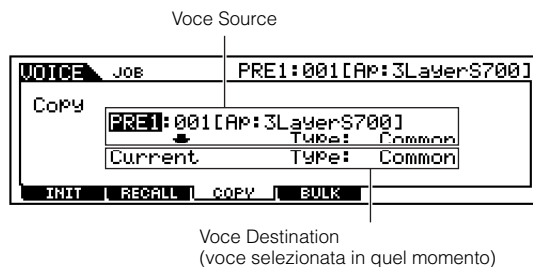 Voce Source
VOICE JOB PRE1:001[AP:3LayerS700]
Copy
PRE1:001[AP:3LayerS700]
Type: Common
Current Type: Common
INIT RECALL COPY BULK
Voce Destination
(voce selezionata in quel momento)